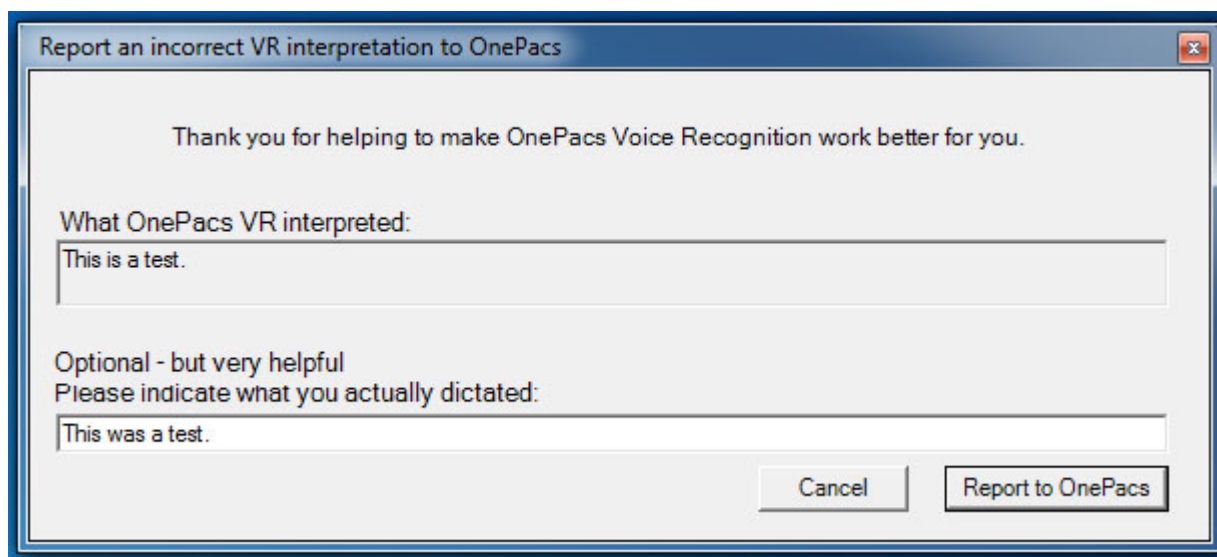 Report an incorrect VR interpretation to OnePacs
Thank you for helping to make OnePacs Voice Recognition work better for you.
What OnePacs VR interpreted:
This is a test.
Optional - but very helpful
Please indicate what you actually dictated:
This was a test.
Cancel Report to OnePacs